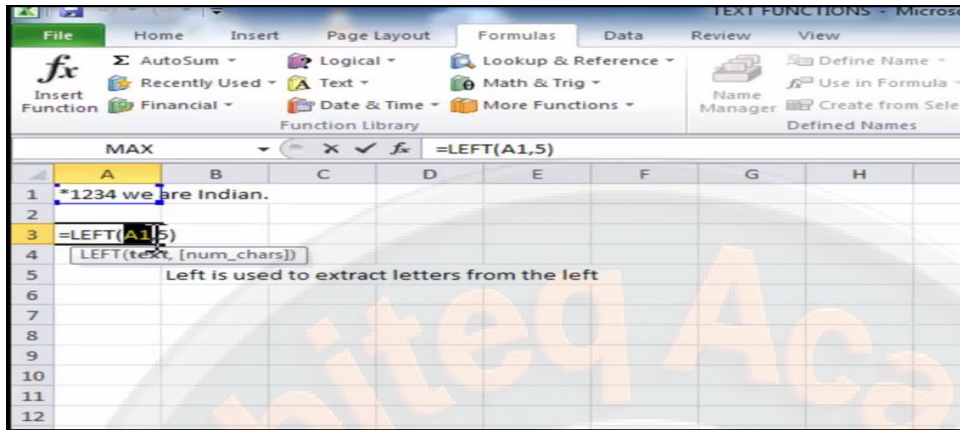 TEXT FUNCTIONS - Micros
File Home Insert Page Layout Formulas Data Review View
fx Σ AutoSum Logical Lookup & Reference Define Name
Insert Function Recently Used Text Math & Trig Name Manager fx Use in Formula
Financial Date & Time More Functions Create from Sele
Function Library Defined Names
MAX fx =LEFT(A1,5)
A B C D E F G H
1 *1234 we are Indian.
2
3 =LEFT(A1,5)
4 LEFT(text, [num_chars])
5 Left is used to extract letters from the left
6
7
8
9
10
11
12
hiteq Aca